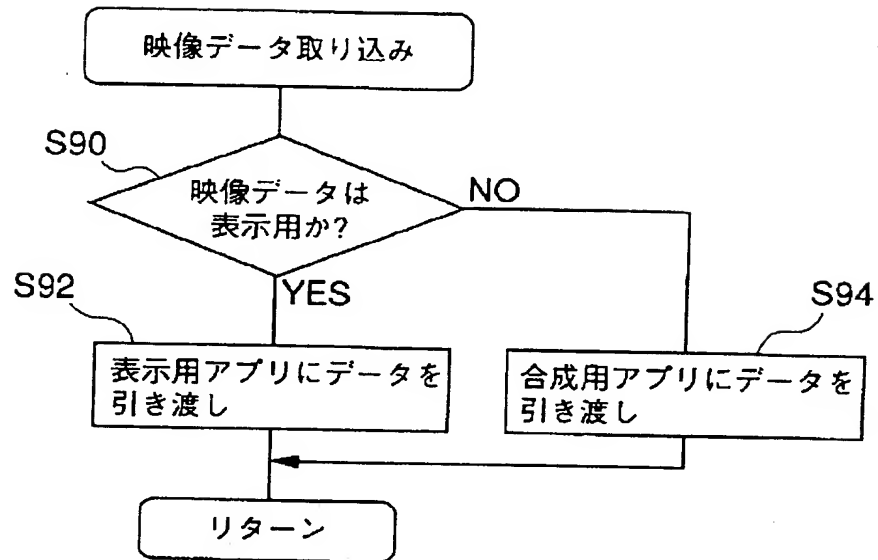 映像データ取り込み
S90
映像データは
表示用か?
NO
YES
S92
表示用アプリにデータを
引き渡し
S94
合成用アプリにデータを
引き渡し
リターン